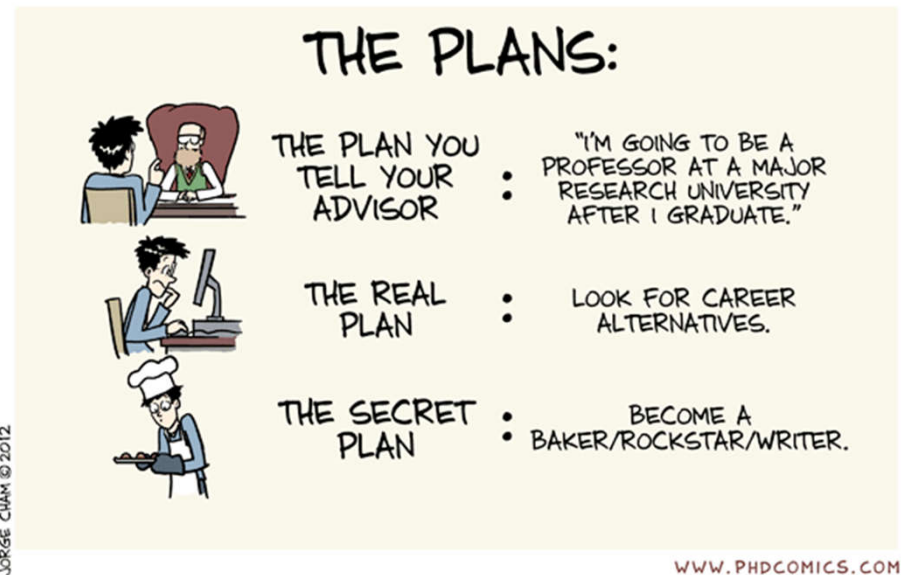 THE PLANS:
THE PLAN YOU
TELL YOUR
ADVISOR
:
"I'M GOING TO BE A
PROFESSOR AT A MAJOR
RESEARCH UNIVERSITY
AFTER I GRADUATE."
THE REAL
PLAN
:
LOOK FOR CAREER
ALTERNATIVES.
THE SECRET
PLAN
:
BECOME A
BAKER/ROCKSTAR/WRITER.
JORGE CHAM © 2012
WWW.PHDCOMICS.COM